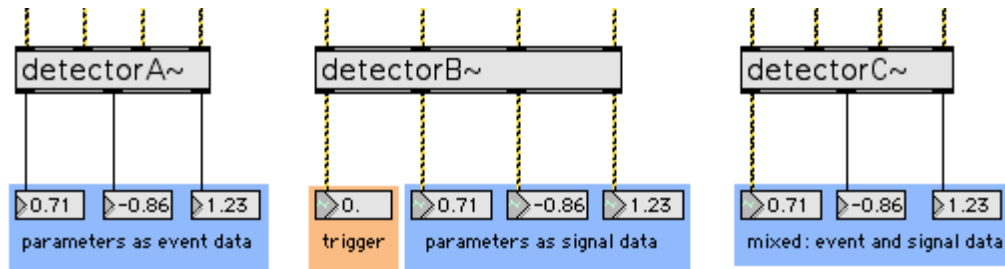 detectorA~
detectorB~
detectorC~
0.71 -0.86 1.23
0. 0.71 -0.86 1.23
0.71 -0.86 1.23
parameters as event data
trigger
parameters as signal data
mixed: event and signal data